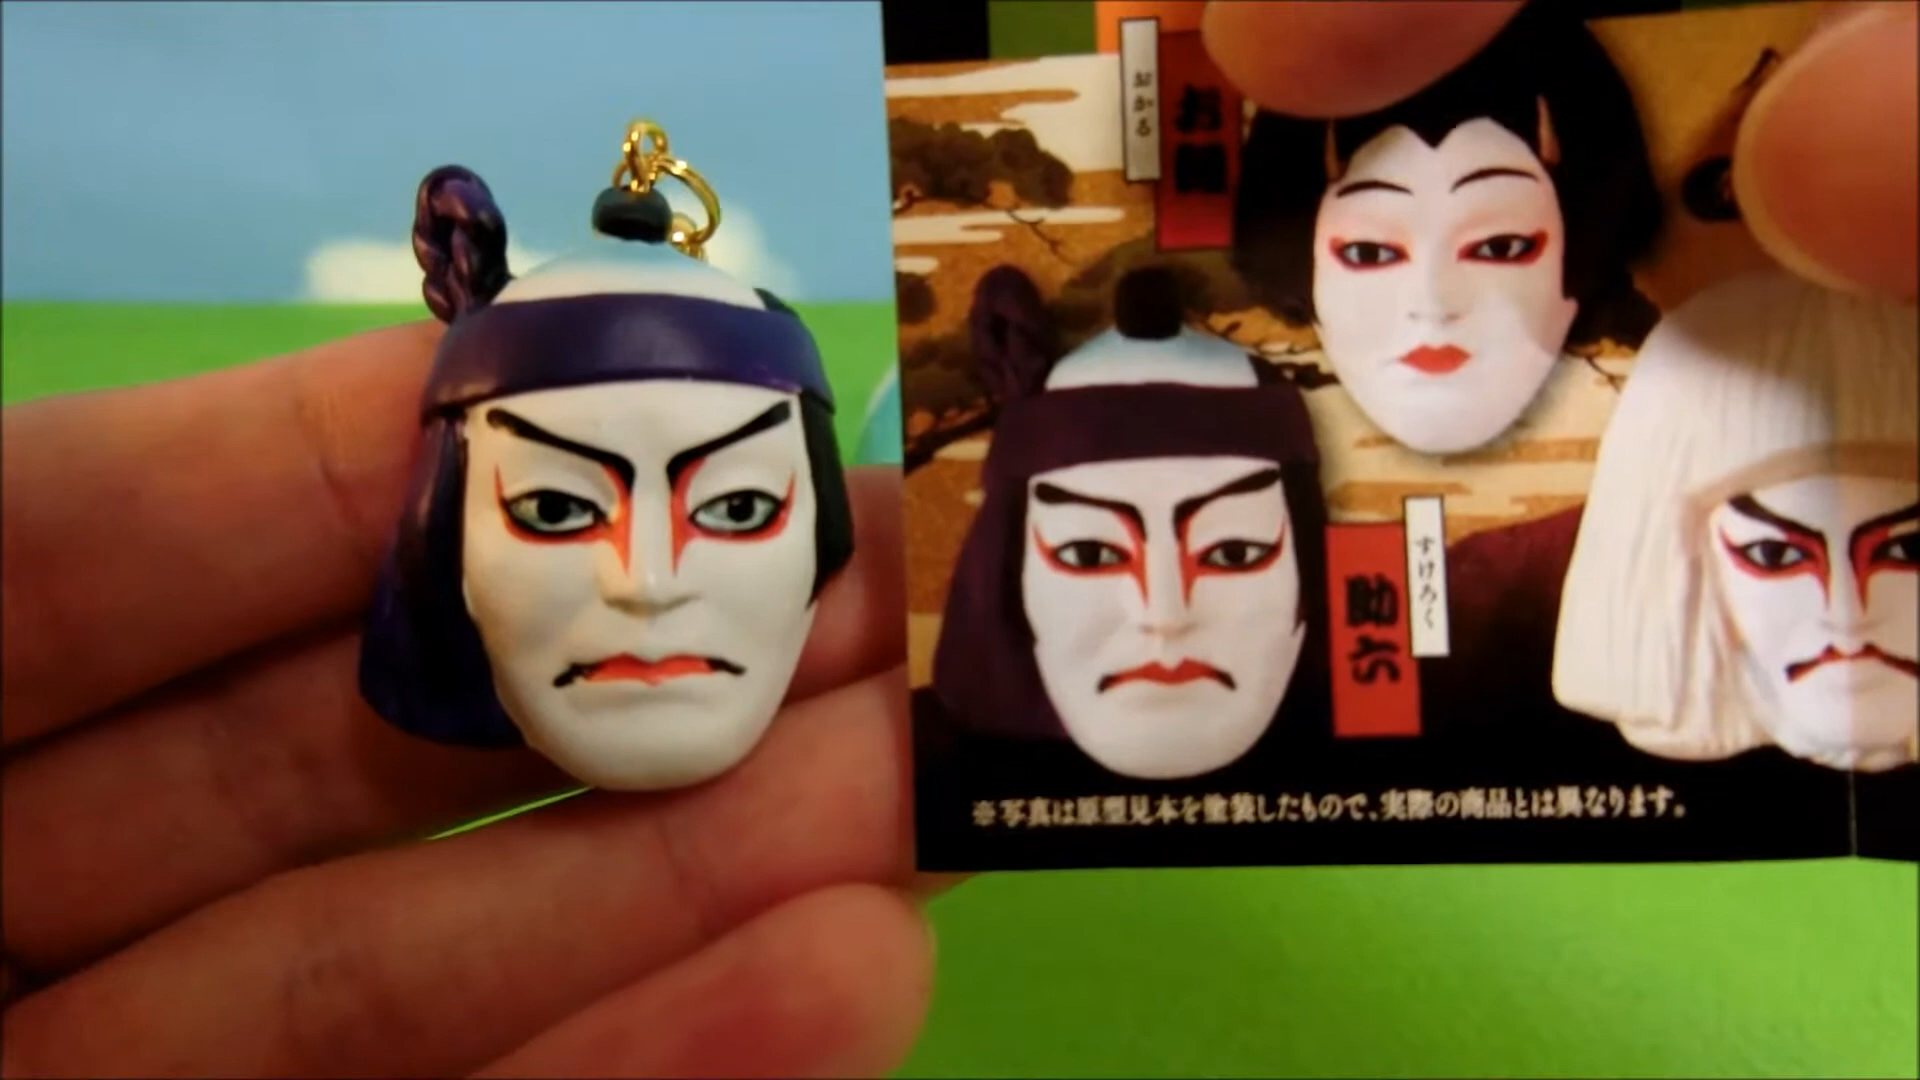 おかる
お軽
すけろく
助六
※写真は原型見本を塗装したもので、実際の商品とは異なります。